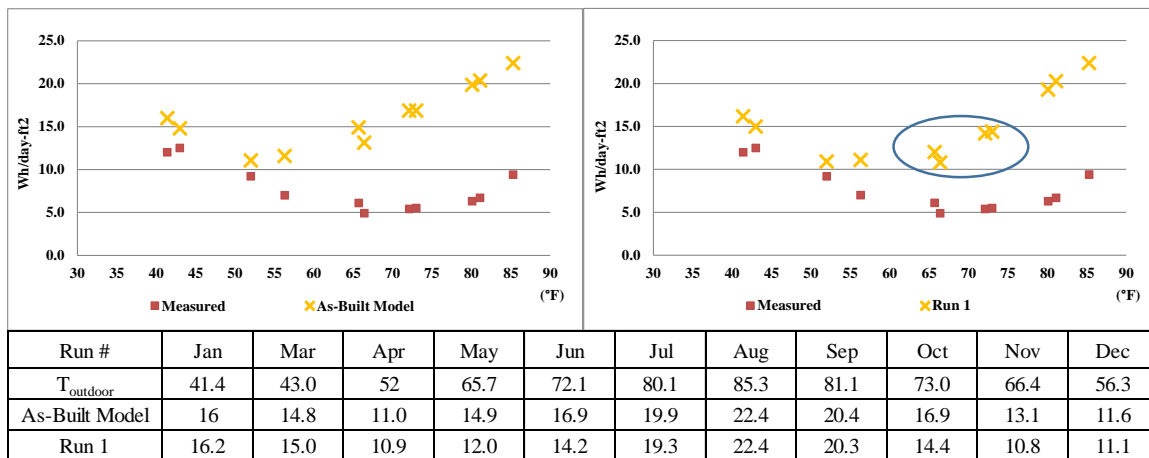 25.0
20.0
15.0
10.0
5.0
0.0
Wh/day-ft2
30 35 40 45 50 55 60 65 70 75 80 85 90
(°F)
Measured As-Built Model
25.0
20.0
15.0
10.0
5.0
0.0
Wh/day-ft2
30 35 40 45 50 55 60 65 70 75 80 85 90
(°F)
Measured Run 1
Run # Jan Mar Apr May Jun Jul Aug Sep Oct Nov Dec
Toutdoor 41.4 43.0 52 65.7 72.1 80.1 85.3 81.1 73.0 66.4 56.3
As-Built Model 16 14.8 11.0 14.9 16.9 19.9 22.4 20.4 16.9 13.1 11.6
Run 1 16.2 15.0 10.9 12.0 14.2 19.3 22.4 20.3 14.4 10.8 11.1